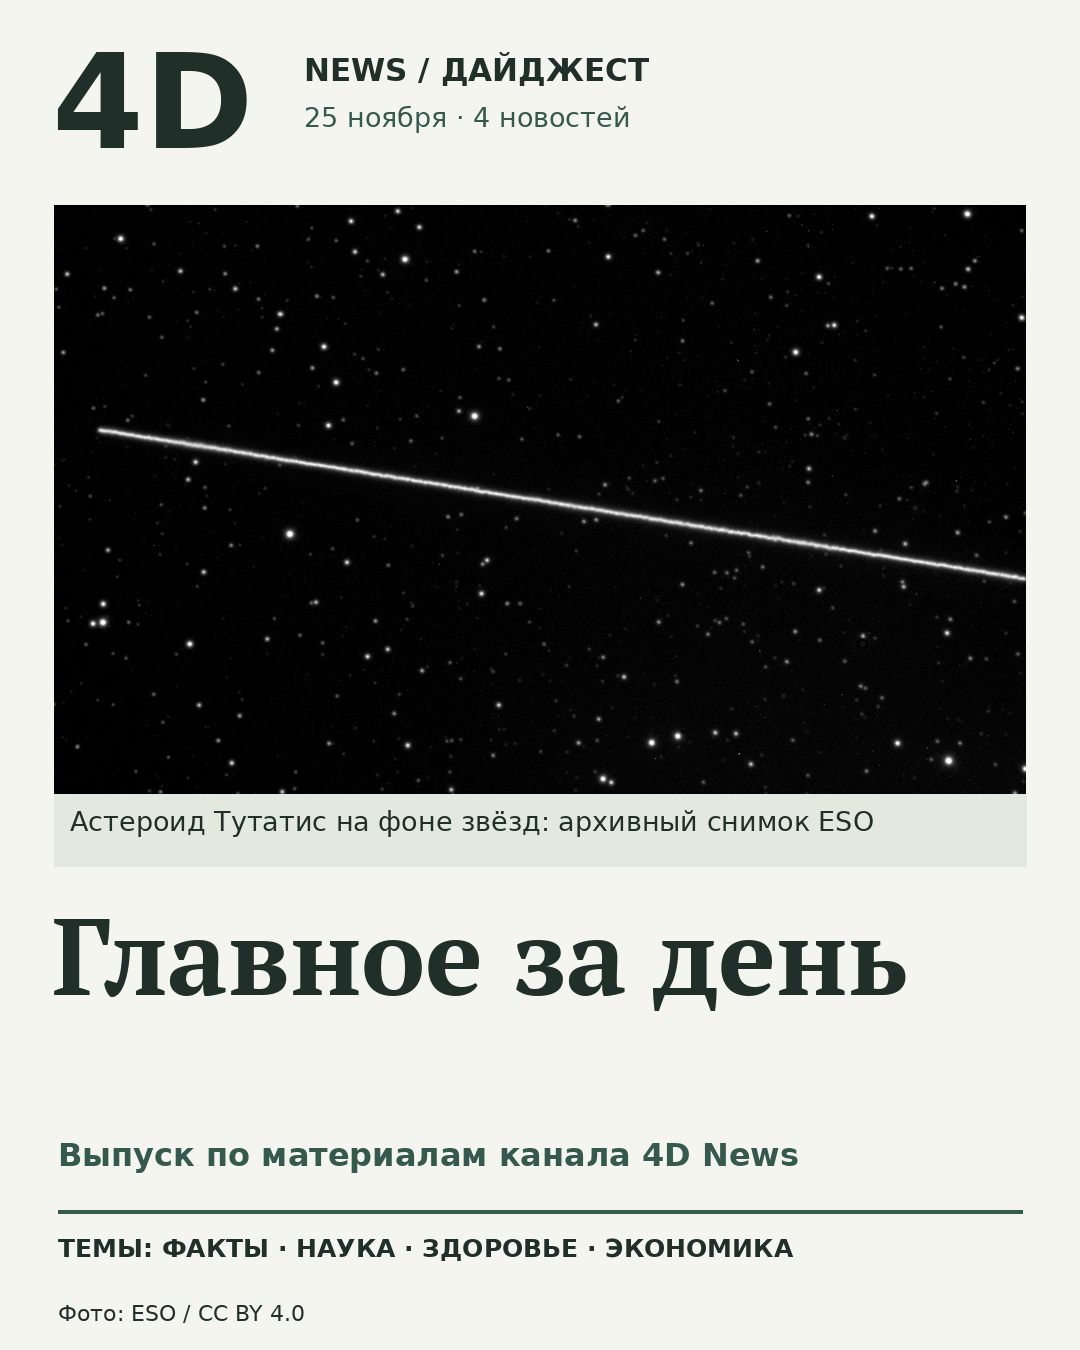 4D
NEWS / ДАЙДЖЕСТ
25 ноября · 4 новостей
Астероид Тутатис на фоне звёзд: архивный снимок ESO
Главное за день
Выпуск по материалам канала 4D News
ТЕМЫ: ФАКТЫ · НАУКА · ЗДОРОВЬЕ · ЭКОНОМИКА
Фото: ESO / CC BY 4.0